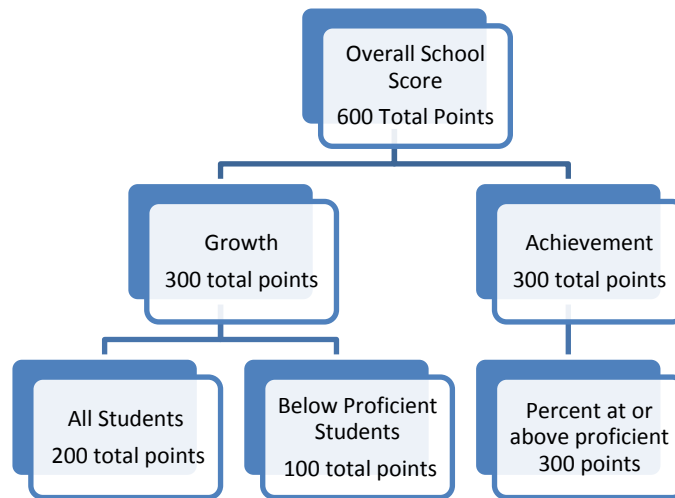 Overall School
Score
600 Total Points
Growth
300 total points
Achievement
300 total points
All Students
200 total points
Below Proficient
Students
100 total points
Percent at or
above proficient
300 points